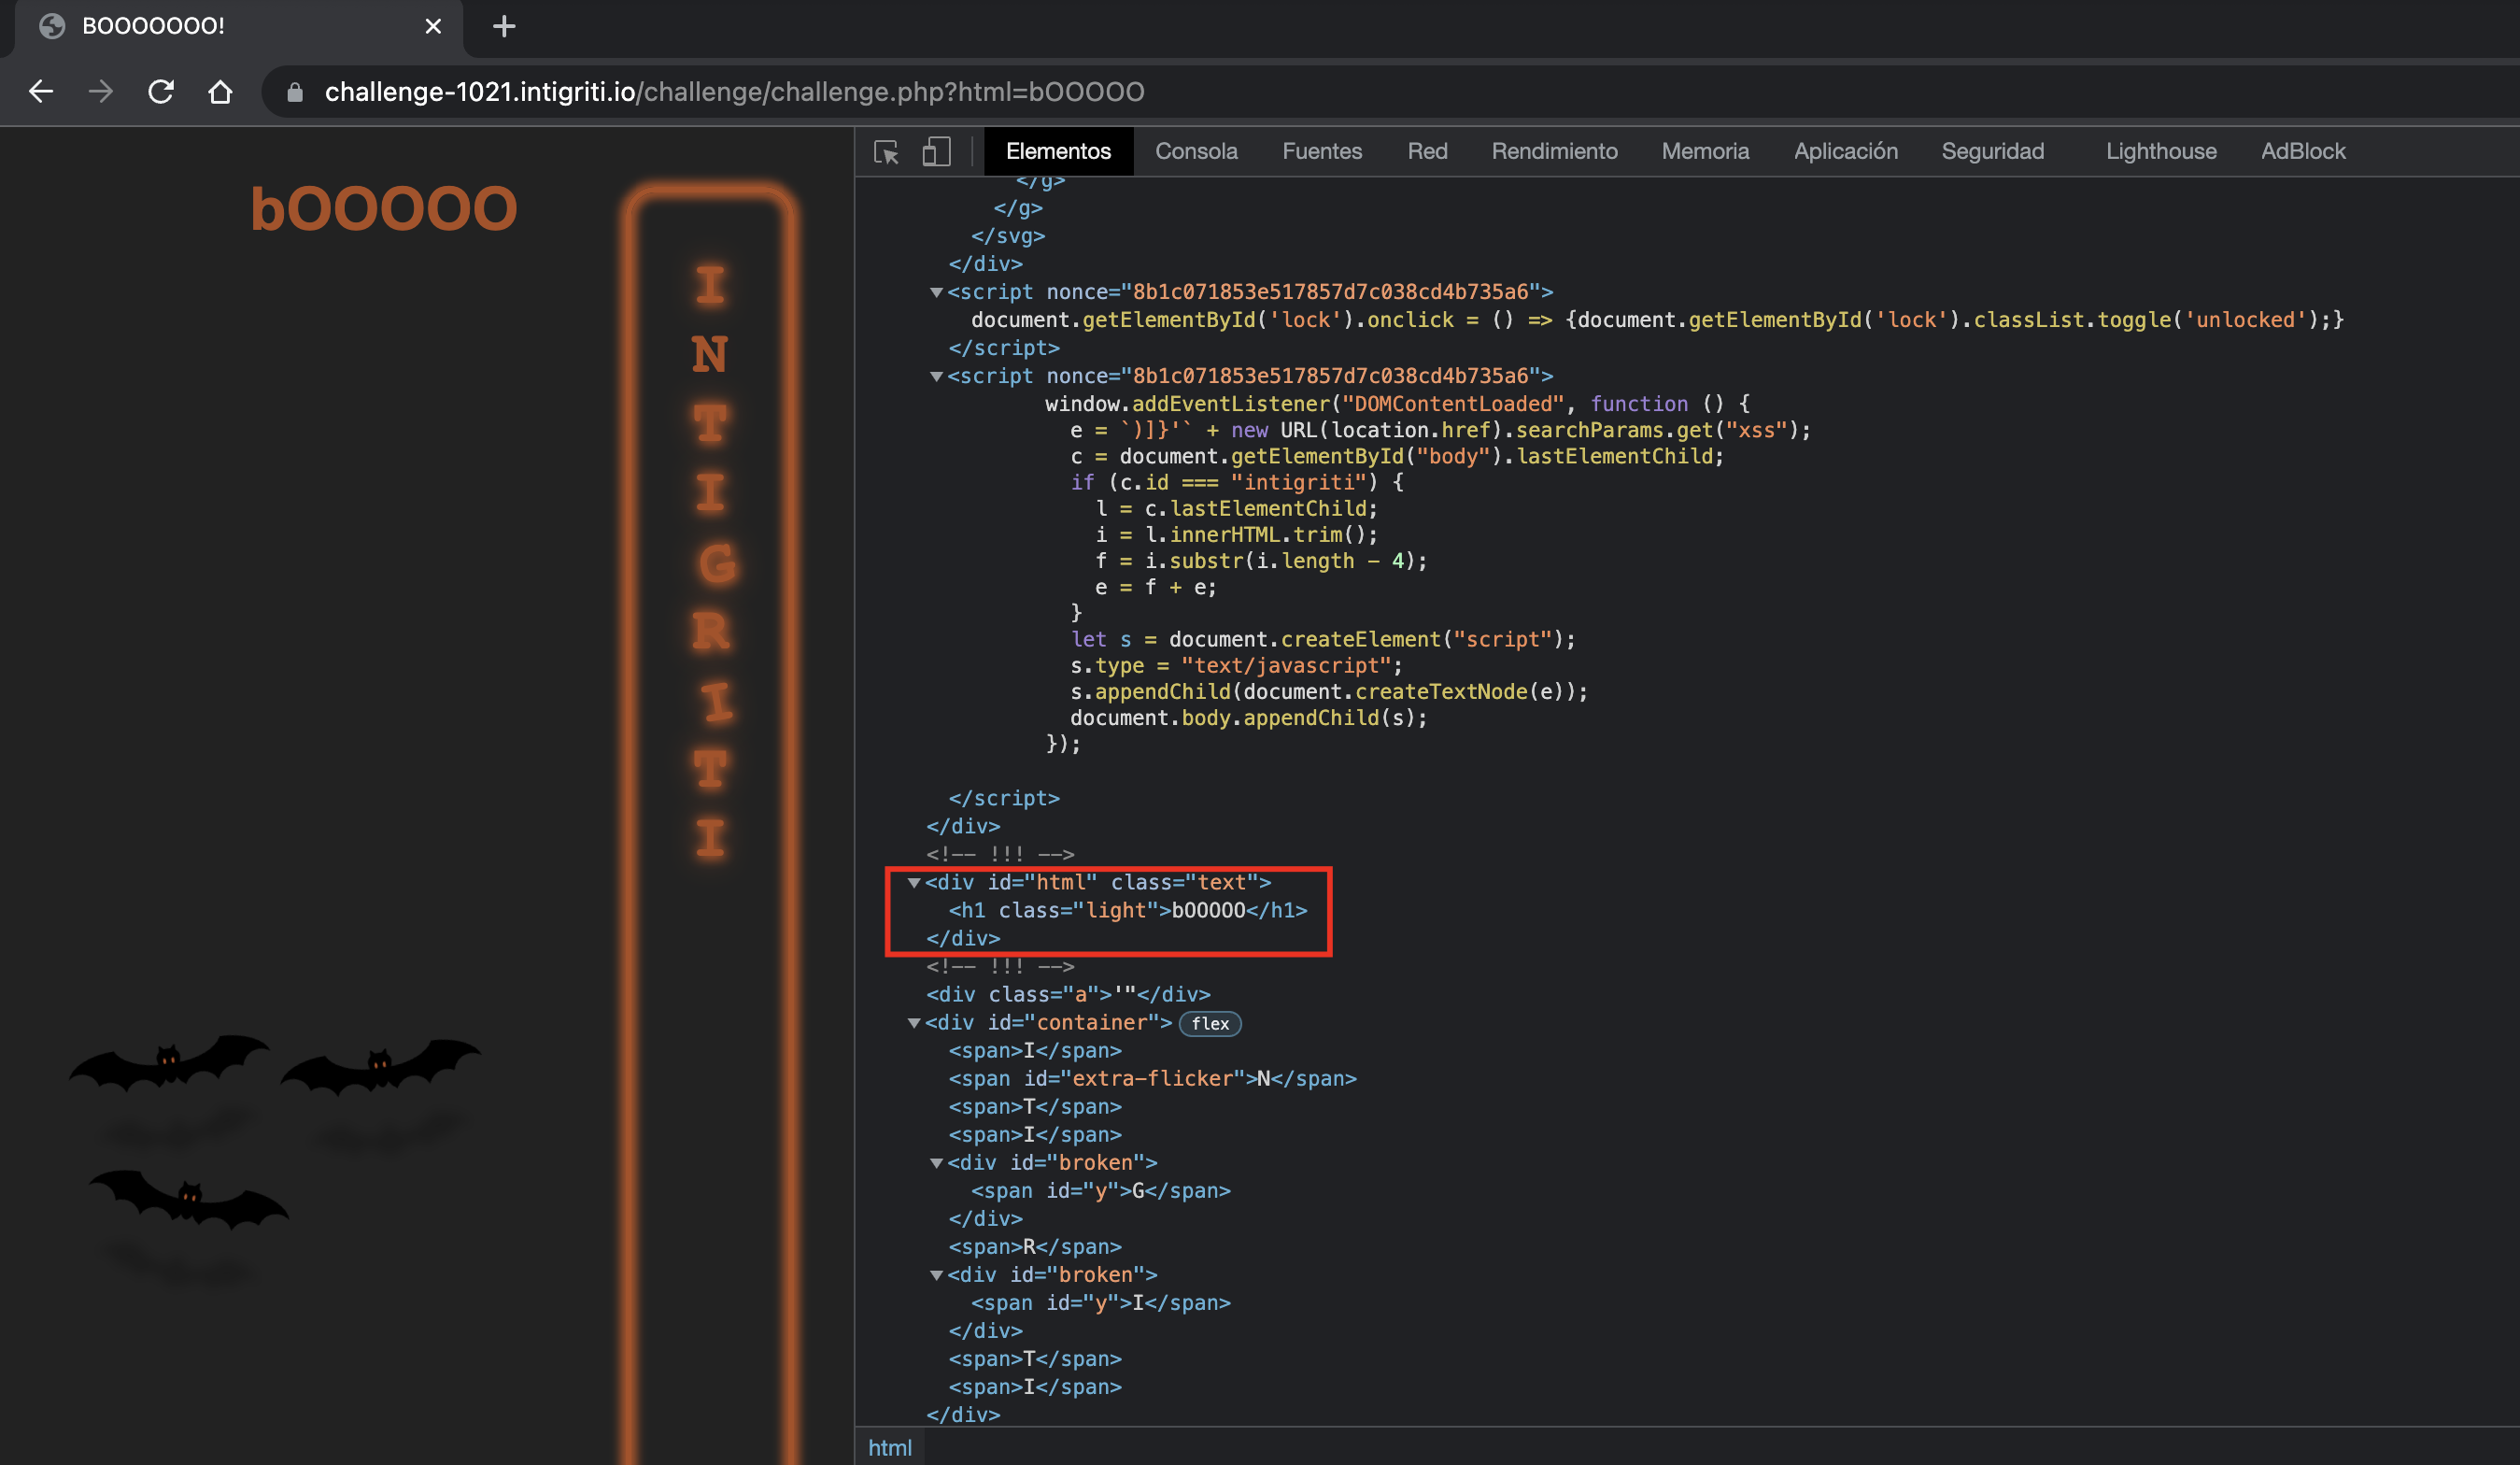 BOOOOOOO!
challenge-1021.intigriti.io/challenge/challenge.php?html=bOOOOO
bOOOOO
I
N
T
I
G
R
I
T
I
Elementos Consola Fuentes Red Rendimiento Memoria Aplicación Seguridad Lighthouse AdBlock
</g>
</g>
</svg>
</div>
<script nonce="8b1c071853e517857d7c038cd4b735a6">
document.getElementById('lock').onclick = () => {document.getElementById('lock').classList.toggle('unlocked');}
</script>
<script nonce="8b1c071853e517857d7c038cd4b735a6">
window.addEventListener("DOMContentLoaded", function () {
e = `)]}'` + new URL(location.href).searchParams.get("xss");
c = document.getElementById("body").lastElementChild;
if (c.id === "intigriti") {
l = c.lastElementChild;
i = l.innerHTML.trim();
f = i.substr(i.length - 4);
e = f + e;
}
let s = document.createElement("script");
s.type = "text/javascript";
s.appendChild(document.createTextNode(e));
document.body.appendChild(s);
});
</script>
</div>
<!-- !!! -->
<div id="html" class="text">
<h1 class="light">bOOOOO</h1>
</div>
<!-- !!! -->
<div class="a">'"</div>
<div id="container"> flex
<span>I</span>
<span id="extra-flicker">N</span>
<span>T</span>
<span>I</span>
<div id="broken">
<span id="y">G</span>
</div>
<span>R</span>
<div id="broken">
<span id="y">I</span>
</div>
<span>T</span>
<span>I</span>
</div>
html